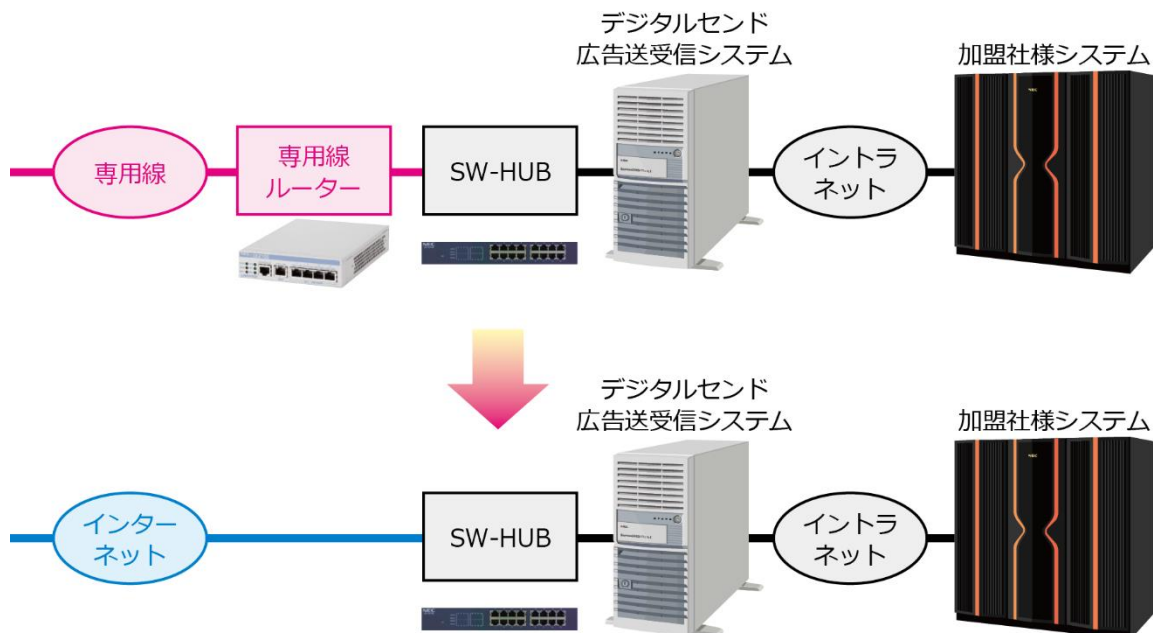 デジタルセンド
広告送受信システム
加盟社様システム
専用線
専用線
ルーター
SW-HUB
イントラ
ネット
デジタルセンド
広告送受信システム
加盟社様システム
インター
ネット
SW-HUB
イントラ
ネット